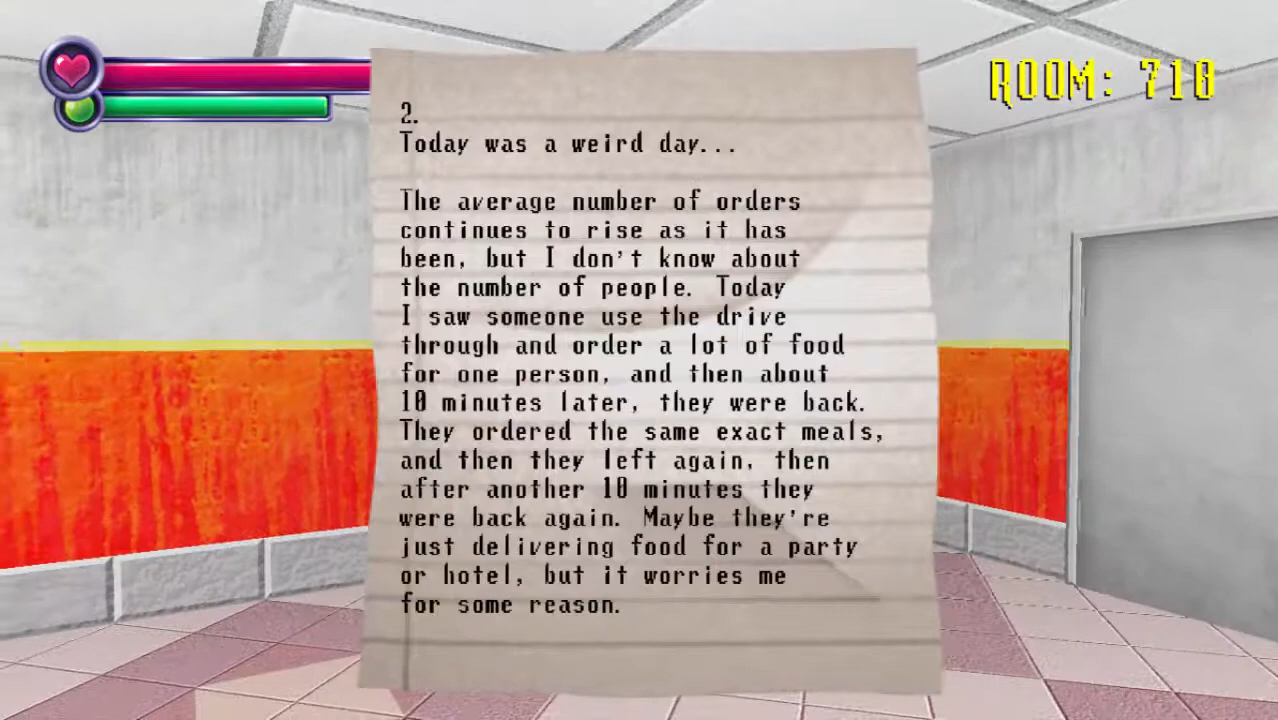 ROOM: 710
2.
Today was a weird day...
The average number of orders
continues to rise as it has
been, but I don't know about
the number of people. Today
I saw someone use the drive
through and order a lot of food
for one person, and then about
10 minutes later, they were back.
They ordered the same exact meals,
and then they left again, then
after another 10 minutes they
were back again. Maybe they're
just delivering food for a party
or hotel, but it worries me
for some reason.